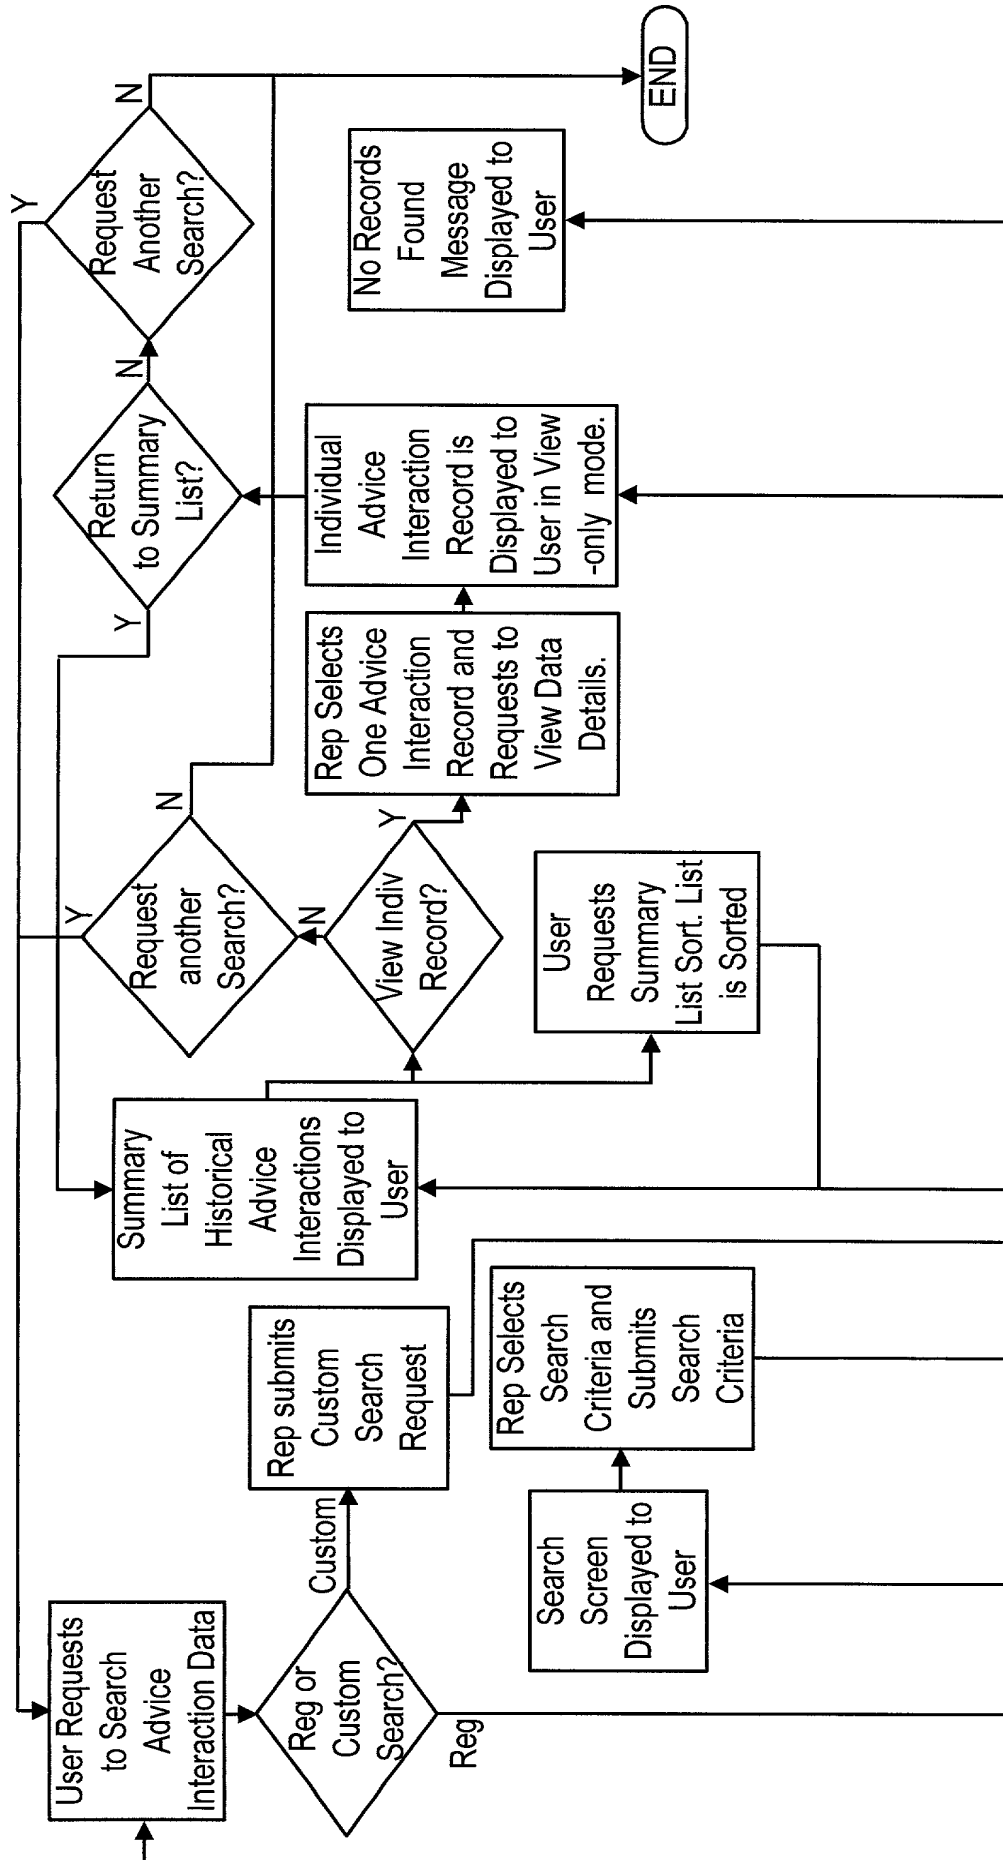 User Requests
to Search
Advice
Interaction Data
Reg or
Custom
Search?
Custom
Reg
Rep submits
Custom
Search
Request
Search
Screen
Displayed to
User
Rep Selects
Search
Criteria and
Submits
Search
Criteria
Summary
List of
Historical
Advice
Interactions
Displayed to
User
Request
another
Search?
Y
N
View Indiv
Record?
N
Y
User
Requests
Summary
List Sort. List
is Sorted
Rep Selects
One Advice
Interaction
Record and
Requests to
View Data
Details.
Individual
Advice
Interaction
Record is
Displayed to
User in View
-only mode.
Return
to Summary
List?
Y
N
Request
Another
Search?
Y
N
No Records
Found
Message
Displayed to
User
END